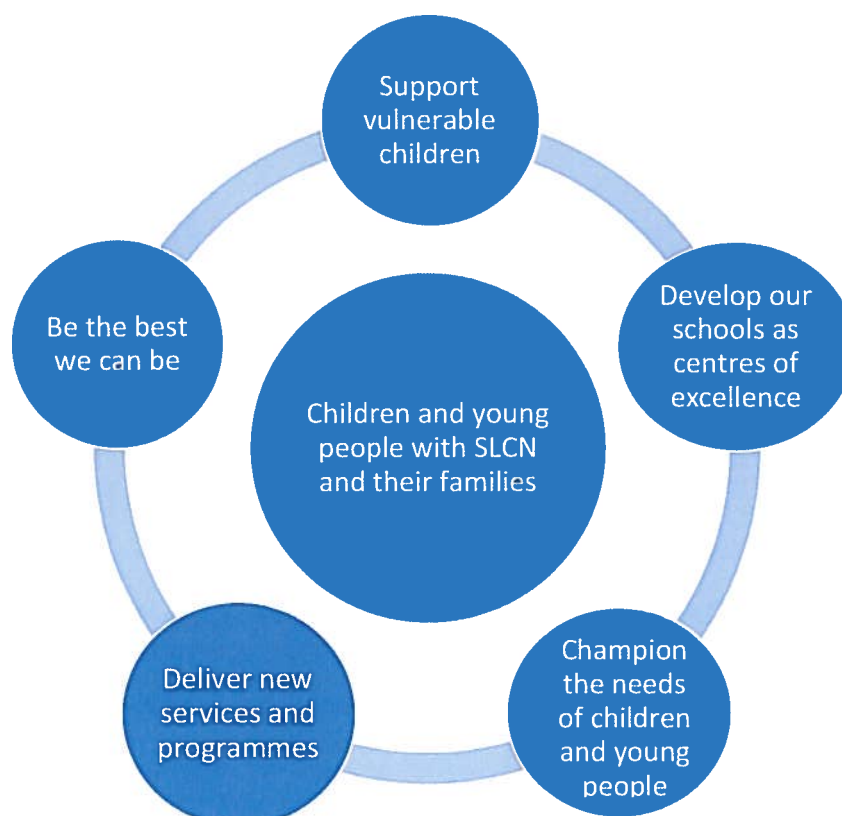 Support
vulnerable
children
Develop our
schools as
centres of
excellence
Champion
the needs
of children
and young
people
Deliver new
services and
programmes
Be the best
we can be
Children and young
people with SLCN
and their families